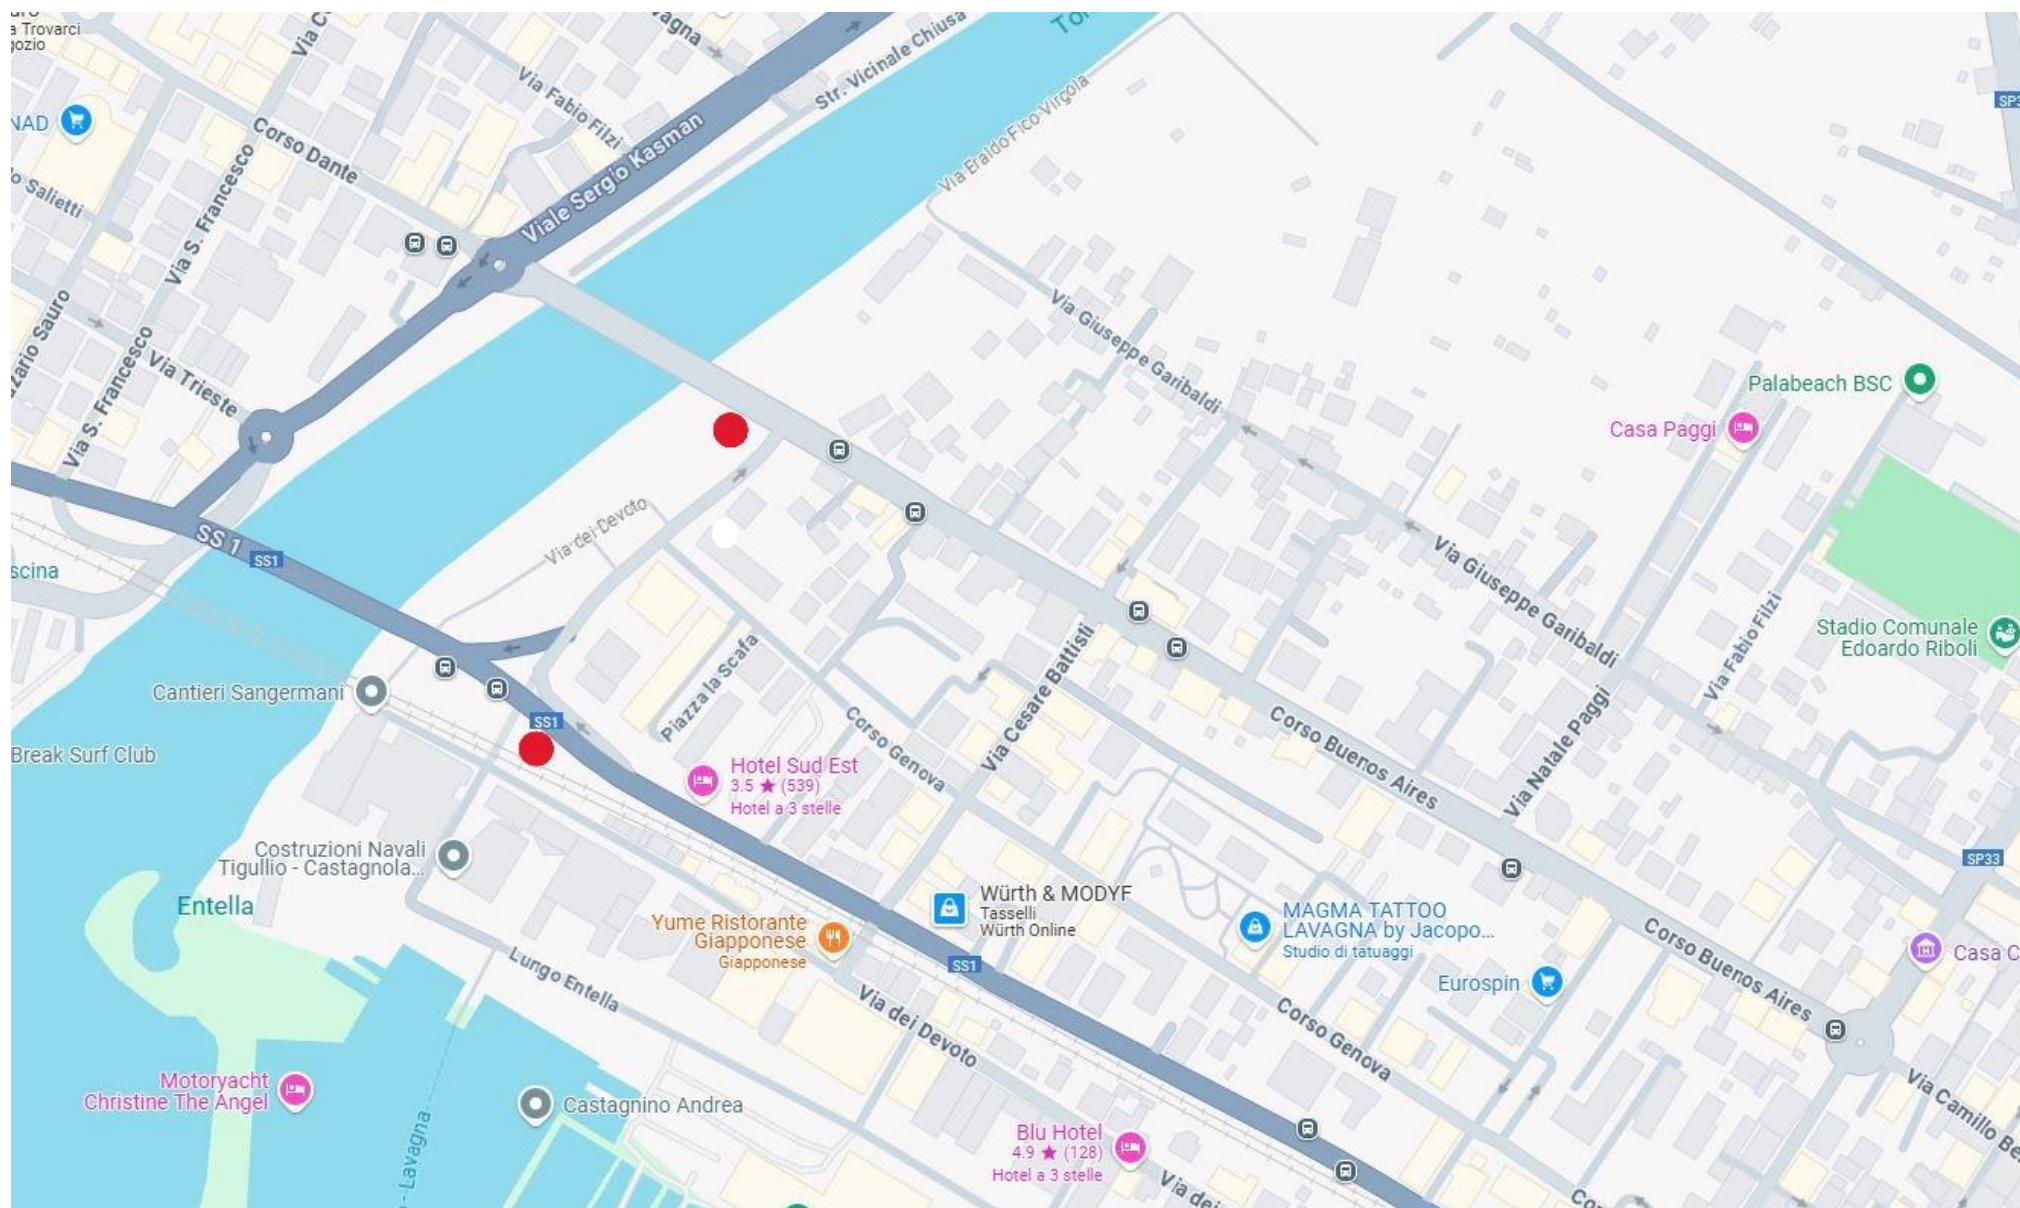 a Trovarci
Via C
Corso Dante
NAD
Via S. Francesco
Via Fabio Filzi
Viale Sergio Kasman
Str. Vicinale Chiusa
Via Eraldo Fico Virgola
Via Giuseppe Garibaldi
Via S. Francesco
Via Trieste
SS 1
SS1
scina
Via dei Devoto
Palabeach BSC
Casa Paggi
Via Giuseppe Garibaldi
Via Fabio Filzi
Stadio Comunale
Edoardo Riboli
Via Natale Paggi
Cantieri Sangermani
SS1
Piazza la Scafa
Corso Genova
Via Cesare Battisti
Corso Buenos Aires
Break Surf Club
Hotel Sud Est
3.5 ★ (539)
Hotel a 3 stelle
Costruzioni Navali
Tigullio - Castagnola...
Entella
Yume Ristorante
Giapponese
Giapponese
Würth & MODYF
Tasselli
Würth Online
SS1
MAGMA TATTOO
LAVAGNA by Jacopo...
Studio di tatuaggi
Eurospin
SP33
Casa C
Corso Buenos Aires
Lungo Entella
Via dei Devoto
Corso Genova
Via Camillo Be
Motoryacht
Christine The Angel
Castagnino Andrea
- Lavagna
Blu Hotel
4.9 ★ (128)
Hotel a 3 stelle
Via dei